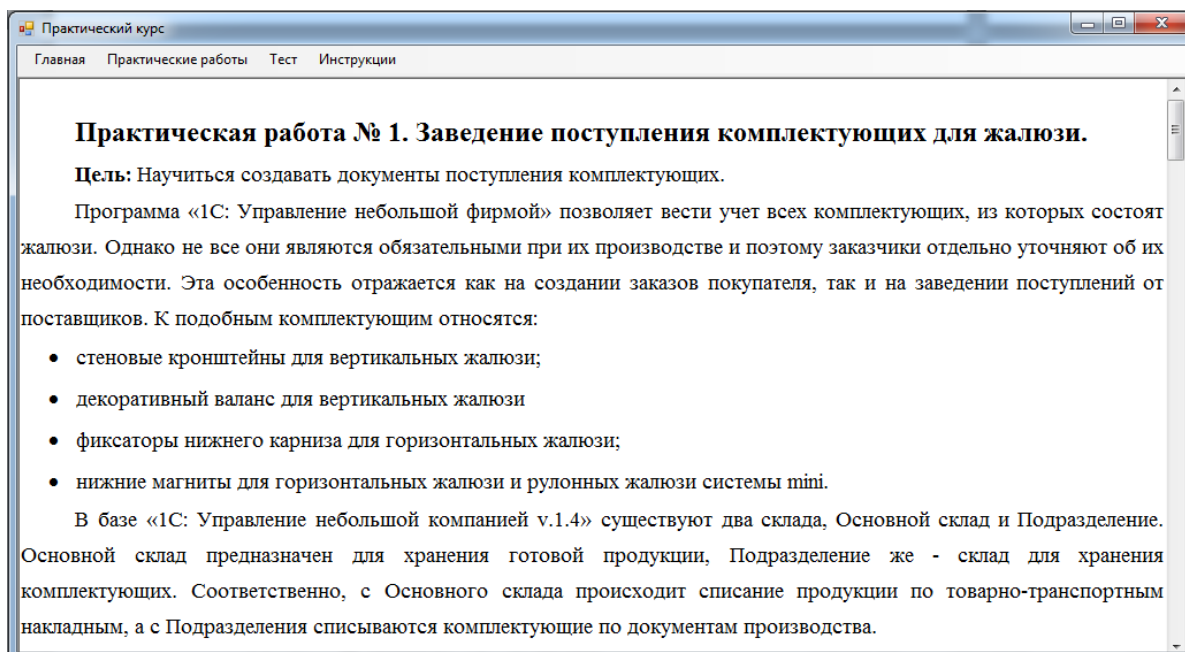 Практический курс
Главная Практические работы Тест Инструкции
Практическая работа № 1. Заведение поступления комплектующих для жалюзи.
Цель: Научиться создавать документы поступления комплектующих.
Программа «1С: Управление небольшой фирмой» позволяет вести учет всех комплектующих, из которых состоят
жалюзи. Однако не все они являются обязательными при их производстве и поэтому заказчики отдельно уточняют об их
необходимости. Эта особенность отражается как на создании заказов покупателя, так и на заведении поступлений от
поставщиков. К подобным комплектующим относятся:
• стеновые кронштейны для вертикальных жалюзи;
• декоративный валанс для вертикальных жалюзи
• фиксаторы нижнего карниза для горизонтальных жалюзи;
• нижние магниты для горизонтальных жалюзи и рулонных жалюзи системы mini.
В базе «1С: Управление небольшой компанией v.1.4» существуют два склада, Основной склад и Подразделение.
Основной склад предназначен для хранения готовой продукции, Подразделение же - склад для хранения
комплектующих. Соответственно, с Основного склада происходит списание продукции по товарно-транспортным
накладным, а с Подразделения списываются комплектующие по документам производства.